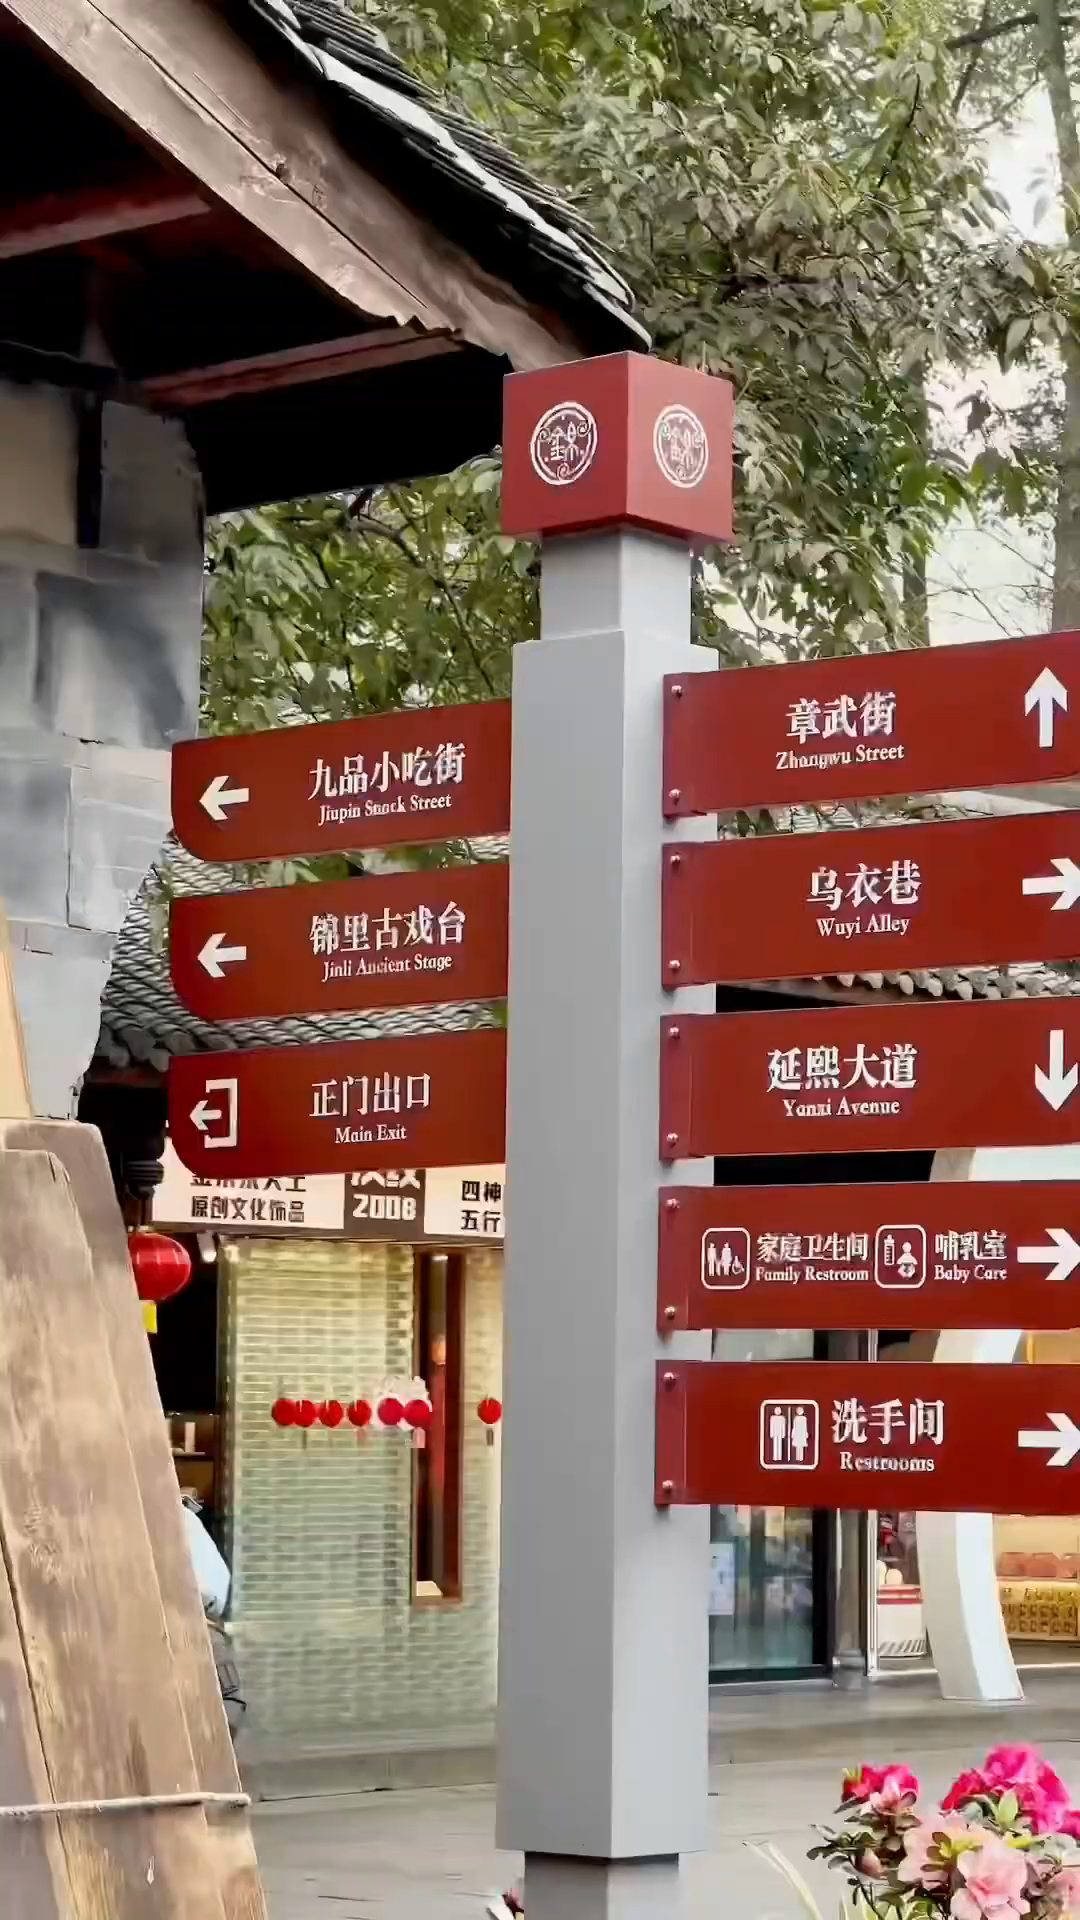 錦
錦
九品小吃街
Jiupin Snack Street
锦里古戏台
Jinli Ancient Stage
正门出口
Main Exit
章武街
Zhangwu Street
乌衣巷
Wuyi Alley
延熙大道
Yanxi Avenue
家庭卫生间
Family Restroom
哺乳室
Baby Care
洗手间
Restrooms
原创文化饰品
2008
四神
五行